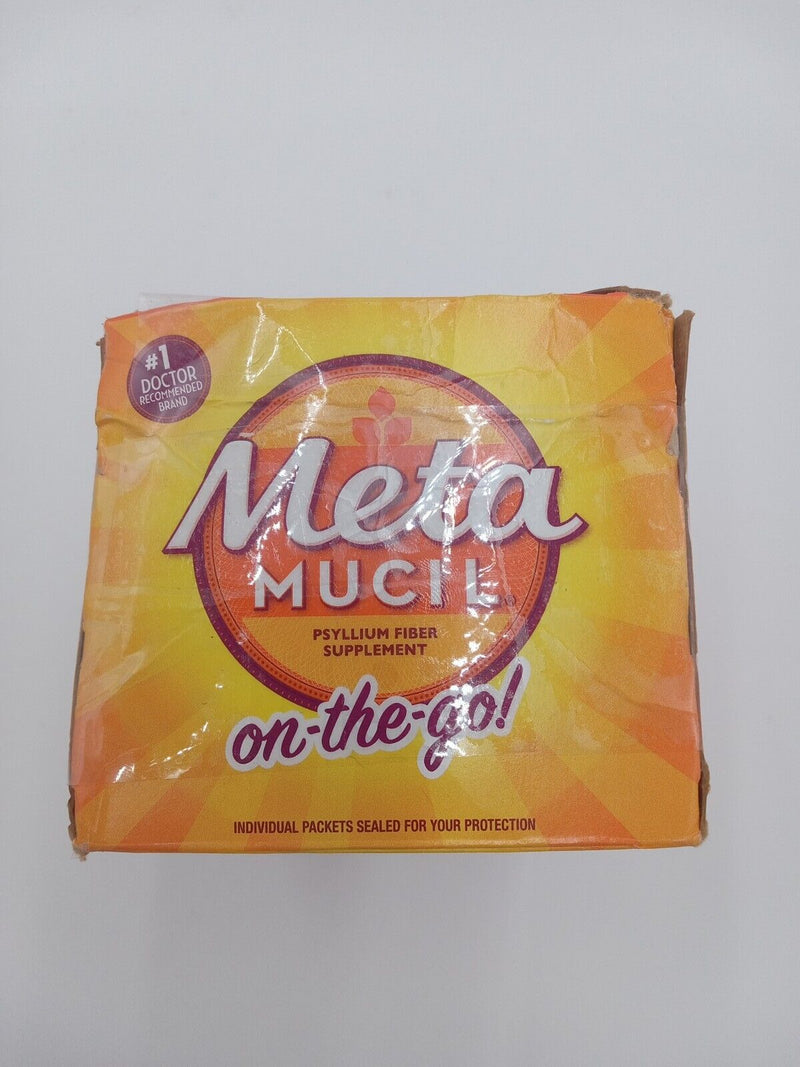 #1
DOCTOR
RECOMMENDED
BRAND
Meta
MUCIL®
PSYLLIUM FIBER
SUPPLEMENT
on-the-go!
INDIVIDUAL PACKETS SEALED FOR YOUR PROTECTION